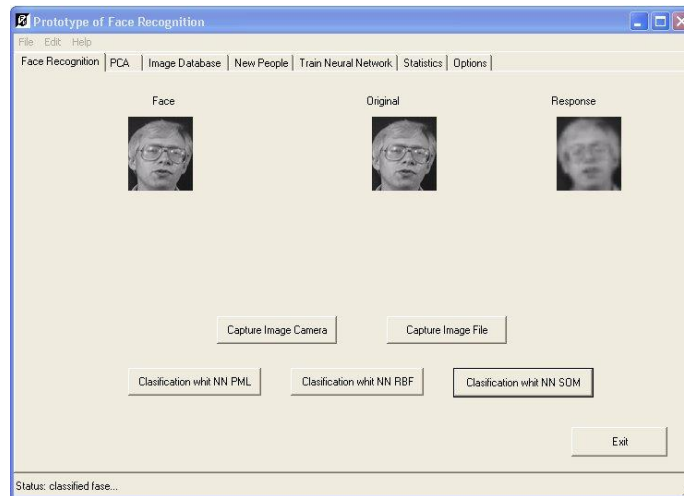 Prototype of Face Recognition
File Edit Help
Face Recognition PCA Image Database New People Train Neural Network Statistics Options
Face Original Response
Capture Image Camera Capture Image File
Clasification whit NN PML Clasification whit NN RBF Clasification whit NN SOM
Exit
Status: classified fase...